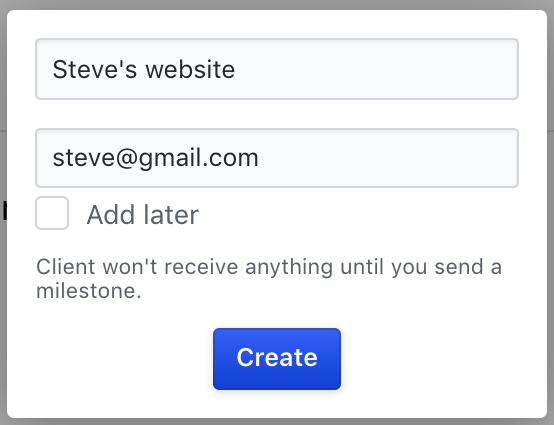 Steve's website
steve@gmail.com
Add later
Client won't receive anything until you send a
milestone.
Create